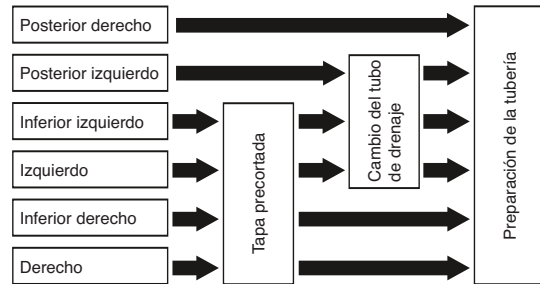 Posterior derecho
Posterior izquierdo
Inferior izquierdo
Izquierdo
Inferior derecho
Derecho
Tapa precortada
Cambio del tubo
de drenaje
Preparación de la tubería